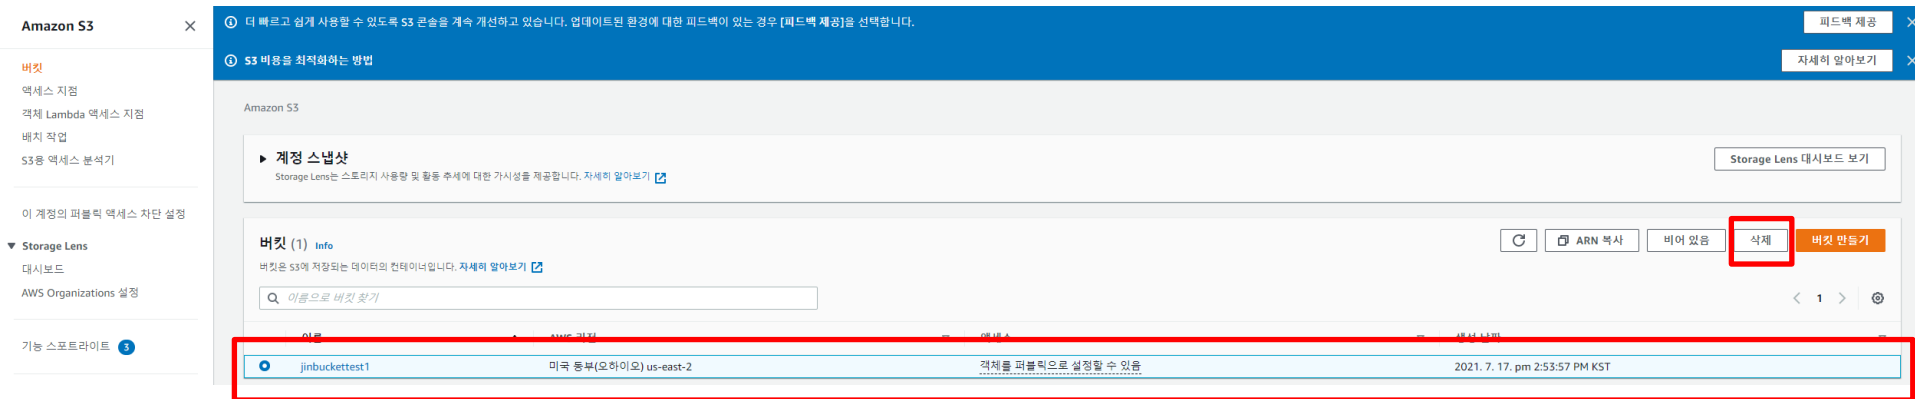 Amazon S3
버킷
액세스 지점
객체 Lambda 액세스 지점
배치 작업
S3용 액세스 분석기
이 계정의 퍼블릭 액세스 차단 설정
Storage Lens
대시보드
AWS Organizations 설정
기능 스포트라이트 3
더 빠르고 쉽게 사용할 수 있도록 S3 콘솔을 계속 개선하고 있습니다. 업데이트된 환경에 대한 피드백이 있는 경우 [피드백 제공]을 선택합니다. 피드백 제공
S3 비용을 최적화하는 방법 자세히 알아보기
Amazon S3
계정 스냅샷 Storage Lens 대시보드 보기
Storage Lens는 스토리지 사용량 및 활동 추세에 대한 가시성을 제공합니다. 자세히 알아보기
버킷 (1) Info ARN 복사 비어 있음 삭제 버킷 만들기
버킷은 S3에 저장되는 데이터의 컨테이너입니다. 자세히 알아보기
이름으로 버킷 찾기 1
이름 AWS 리전 액세스 생성 날짜
jinbuckettest1 미국 동부(오하이오) us-east-2 객체를 퍼블릭으로 설정할 수 있음 2021. 7. 17. pm 2:53:57 PM KST